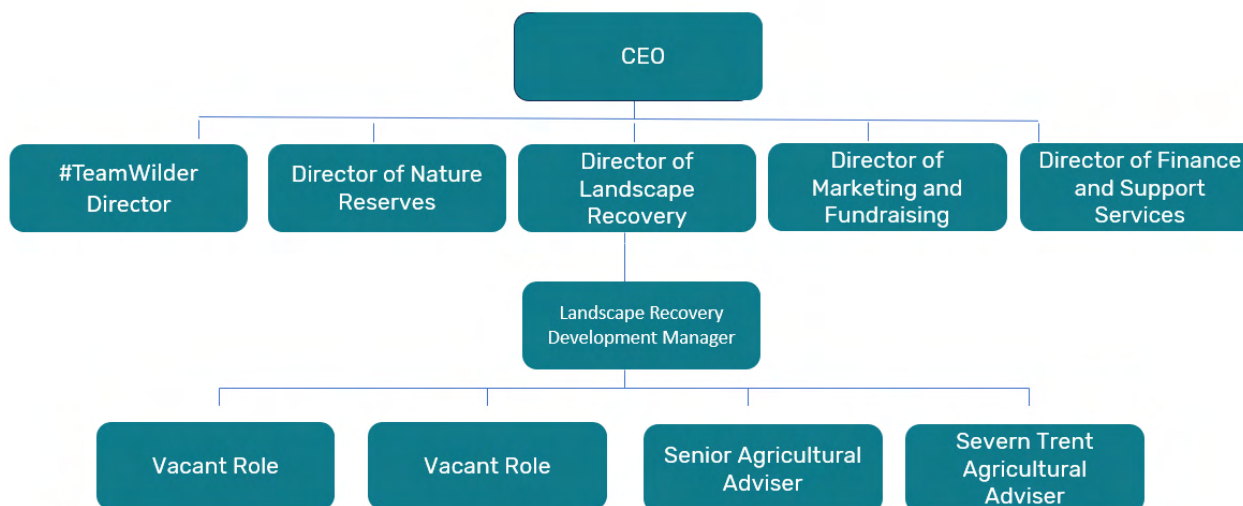 CEO
#TeamWilder
Director
Director of Nature
Reserves
Director of
Landscape
Recovery
Director of
Marketing and
Fundraising
Director of Finance
and Support
Services
Landscape Recovery
Development Manager
Vacant Role
Vacant Role
Senior Agricultural
Adviser
Severn Trent
Agricultural
Adviser